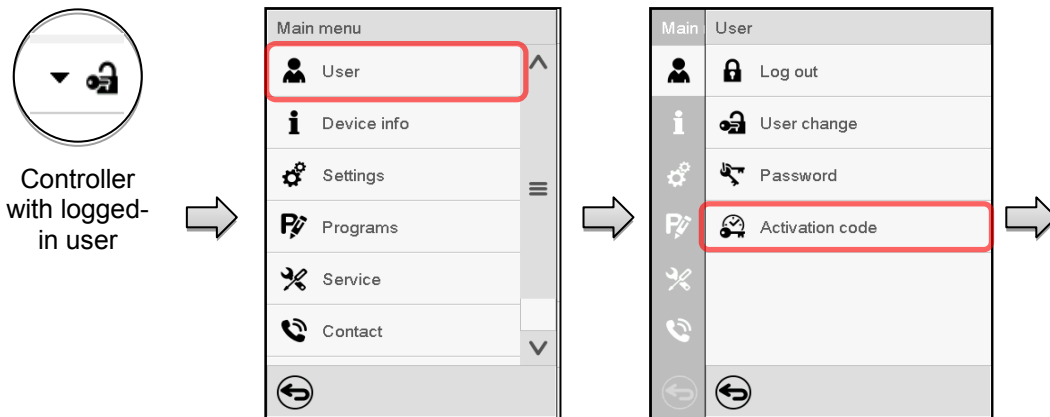 Controller
with logged-
in user
Main menu
User
Device info
Settings
Programs
Service
Contact
Main
User
Log out
User change
Password
Activation code